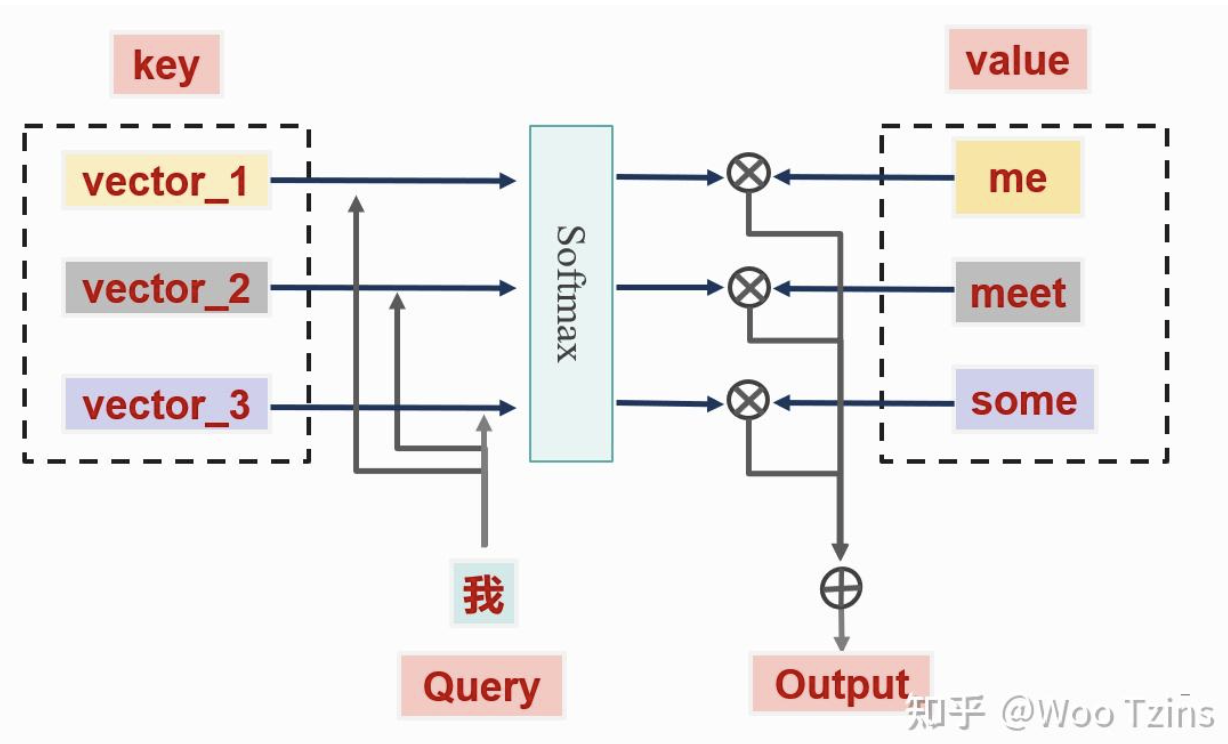 key
value
vector_1
me
vector_2
meet
vector_3
some
Softmax
我
Query
Output
知乎 @Woo Tzins